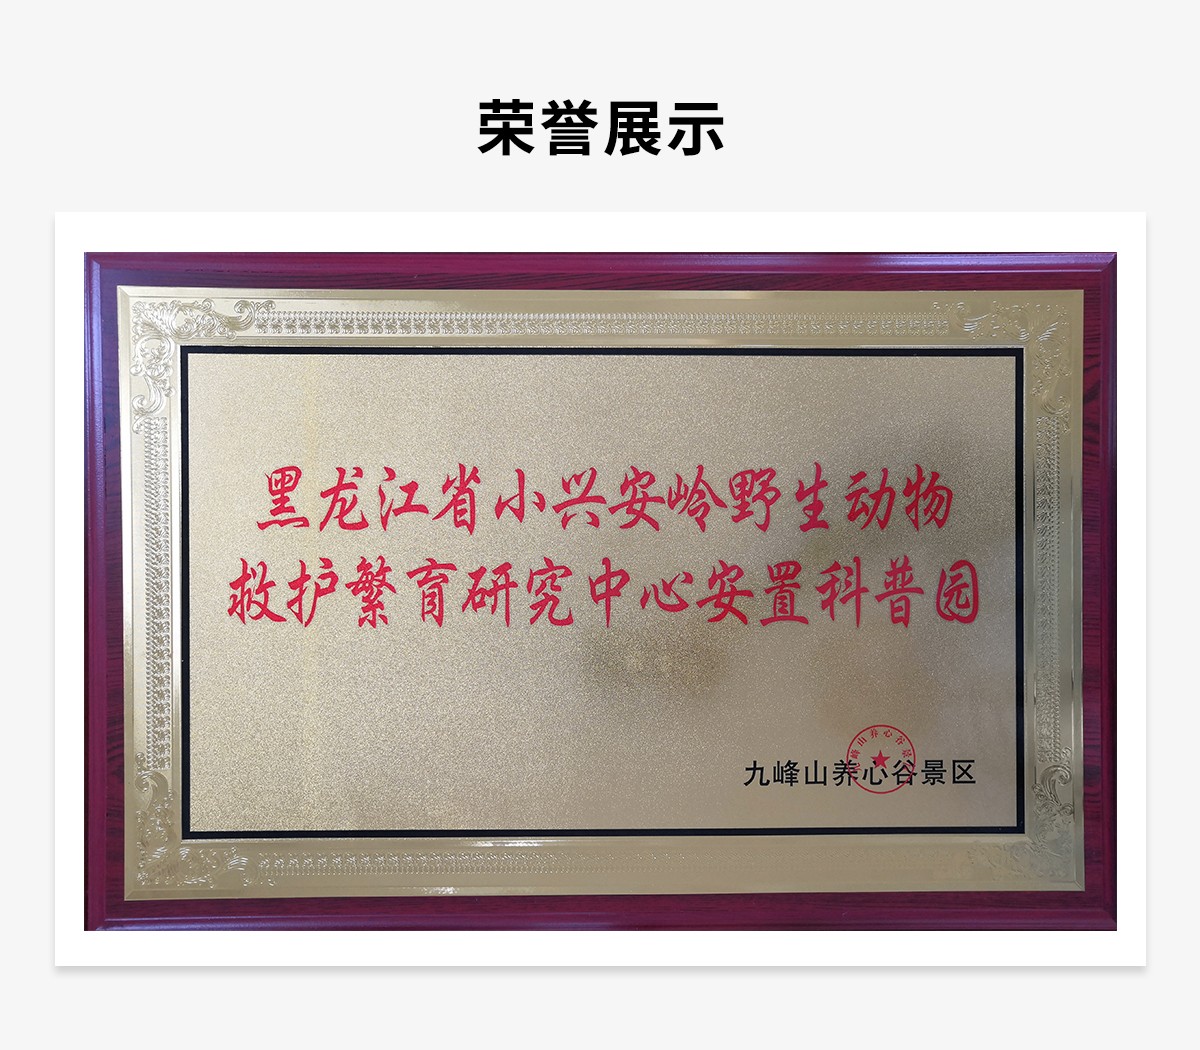 荣誉展示
黑龙江省小兴安岭野生动物
救护繁育研究中心安置科普园
九峰山养心谷景区